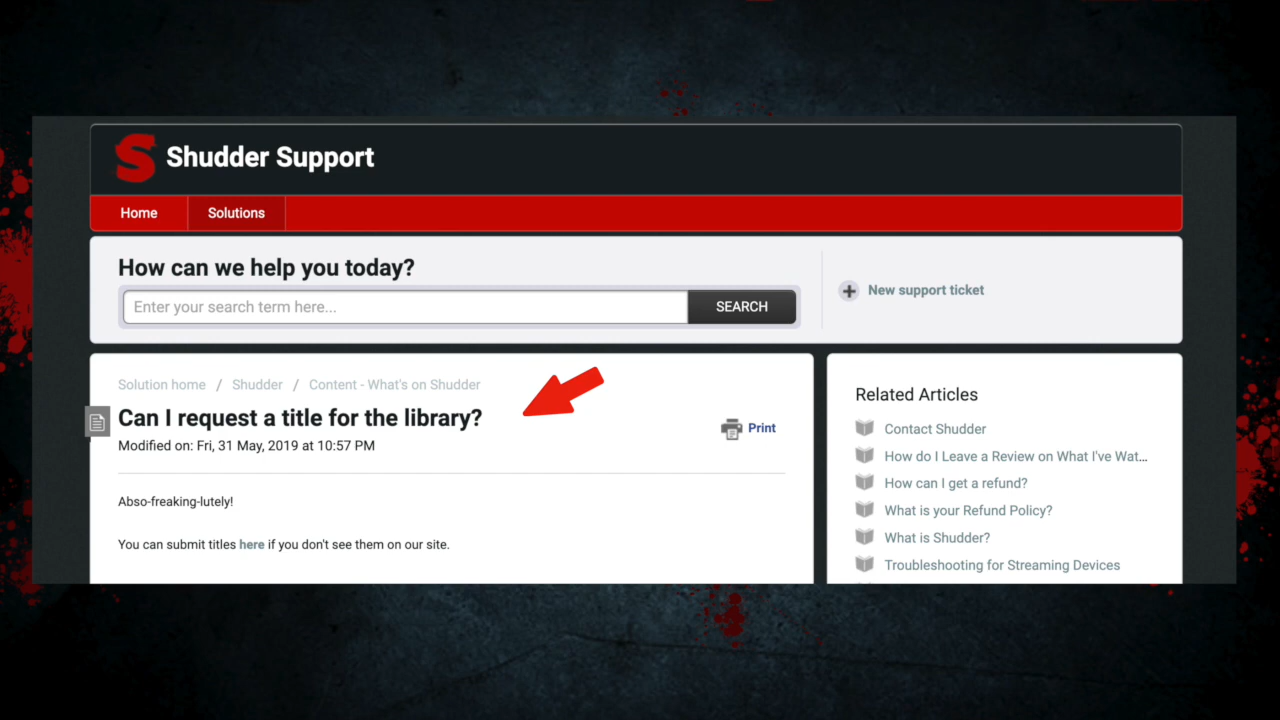 S Shudder Support
Home Solutions
How can we help you today?
Enter your search term here... SEARCH
New support ticket
Solution home / Shudder / Content - What's on Shudder
Can I request a title for the library?
Modified on: Fri, 31 May, 2019 at 10:57 PM
Print
Abso-freaking-lutely!
You can submit titles here if you don't see them on our site.
Related Articles
Contact Shudder
How do I Leave a Review on What I've Wat...
How can I get a refund?
What is your Refund Policy?
What is Shudder?
Troubleshooting for Streaming Devices